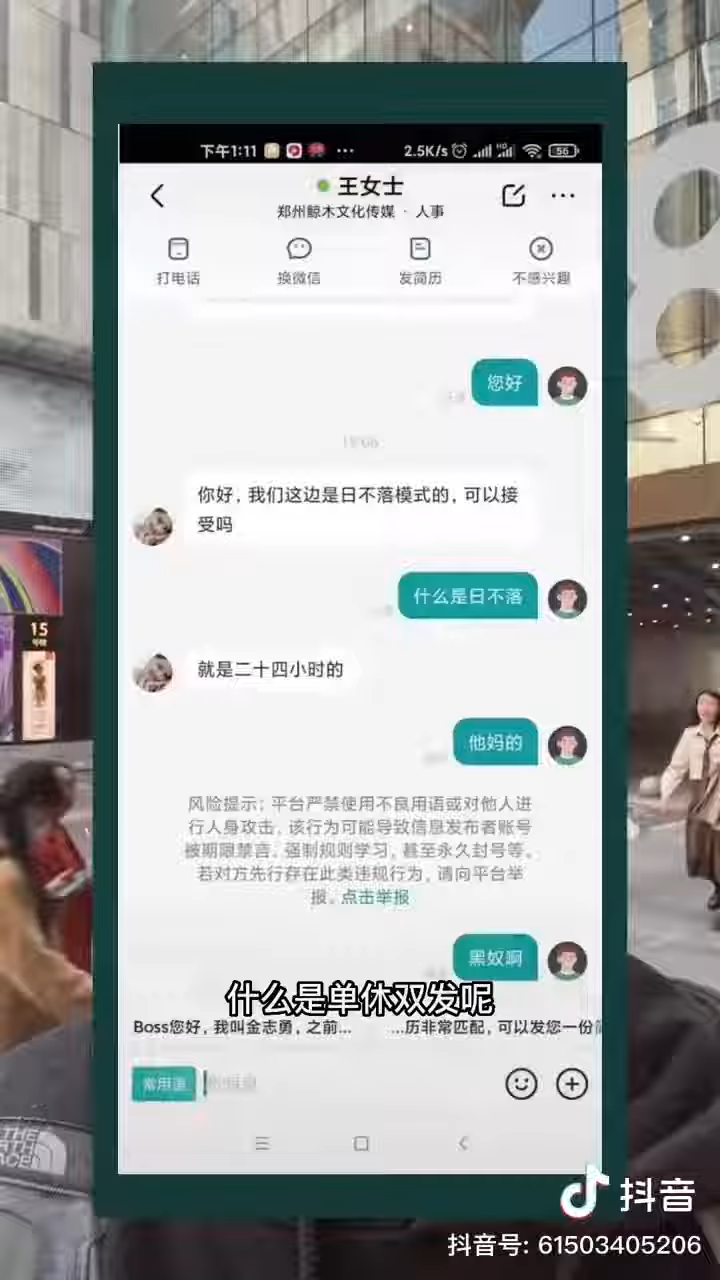 下午1:11
2.5K/s
56
王女士
郑州鲸木文化传媒 · 人事
打电话
换微信
发简历
不感兴趣
您好
你好，我们这边是日不落模式的，可以接
受吗
什么是日不落
就是二十四小时的
他妈的
风险提示：平台严禁使用不良用语或对他人进
行人身攻击，该行为可能导致信息发布者账号
被期限禁言、强制规则学习，甚至永久封号等。
若对方先行存在此类违规行为，请向平台举
报。点击举报
黑奴啊
什么是单休双发呢
Boss您好，我叫金志勇，之前...
...历非常匹配，可以发您一份
常用语
15
THE
NORTH
FACE
抖音
抖音号: 61503405206